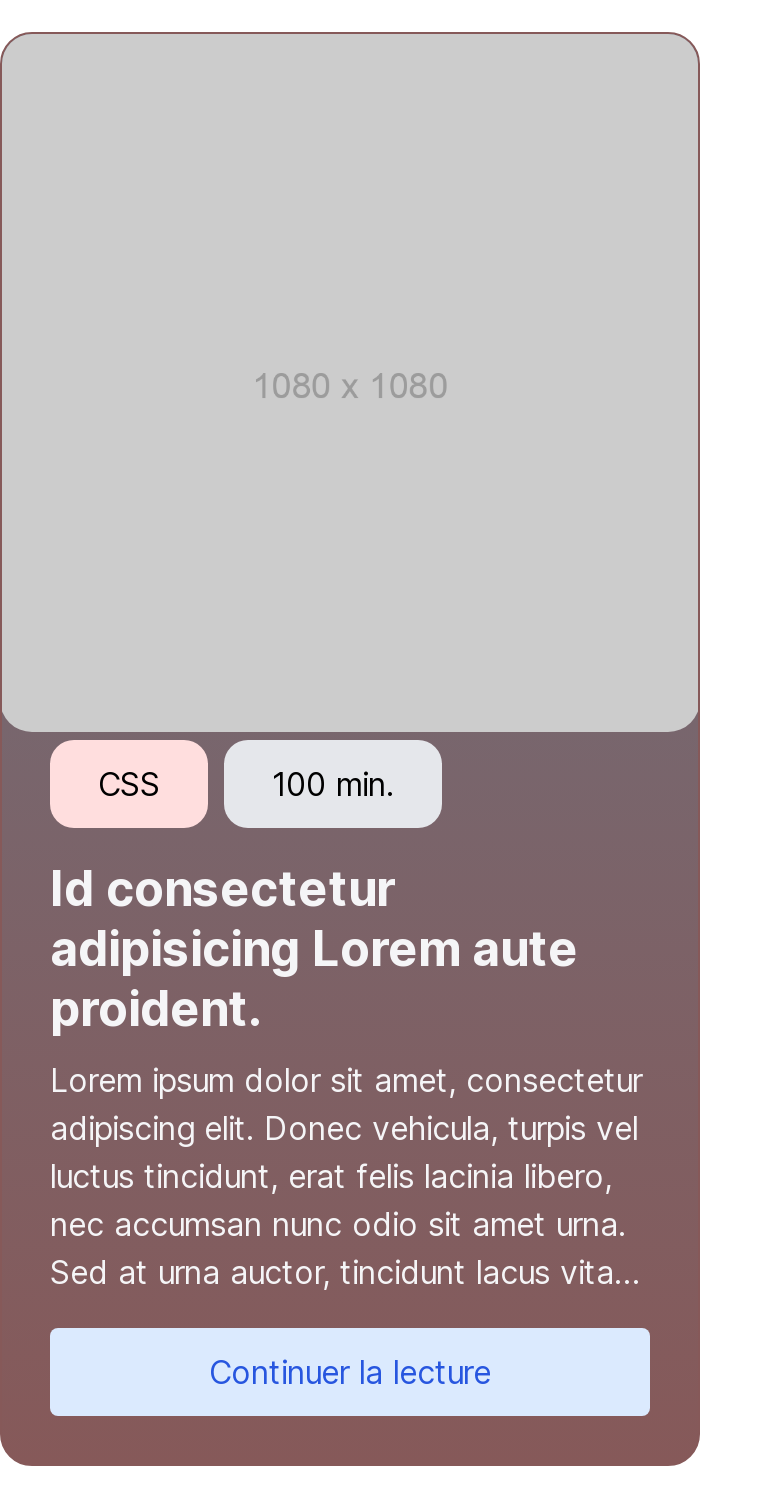 1080 x 1080
CSS
100 min.
Id consectetur
adipisicing Lorem aute
proident.
Lorem ipsum dolor sit amet, consectetur
adipiscing elit. Donec vehicula, turpis vel
luctus tincidunt, erat felis lacinia libero,
nec accumsan nunc odio sit amet urna.
Sed at urna auctor, tincidunt lacus vita...
Continuer la lecture